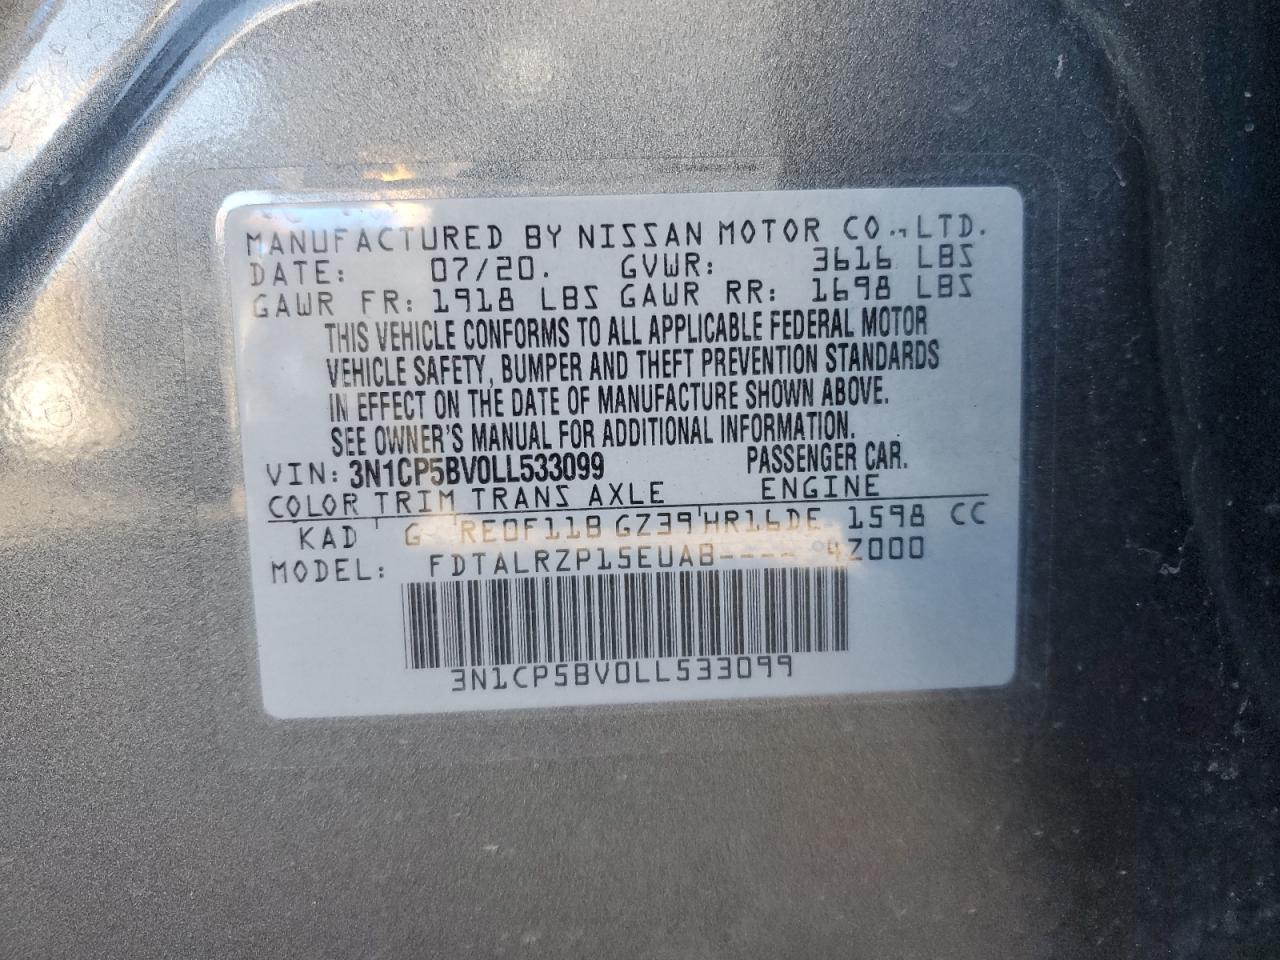 MANUFACTURED BY NISSAN MOTOR CO., LTD.
DATE: 07/20. GVWR: 3616 LBS
GAWR FR: 1918 LBS GAWR RR: 1698 LBS
THIS VEHICLE CONFORMS TO ALL APPLICABLE FEDERAL MOTOR
VEHICLE SAFETY, BUMPER AND THEFT PREVENTION STANDARDS
IN EFFECT ON THE DATE OF MANUFACTURE SHOWN ABOVE.
SEE OWNER'S MANUAL FOR ADDITIONAL INFORMATION.
VIN: 3N1CP5BV0LL533099 PASSENGER CAR.
COLOR TRIM TRANS AXLE ENGINE
KAD G RE0F11B GZ39 HR16DE 1598 CC
MODEL: FDTALRZP15EUAB---- 4Z000
3N1CP5BV0LL533099